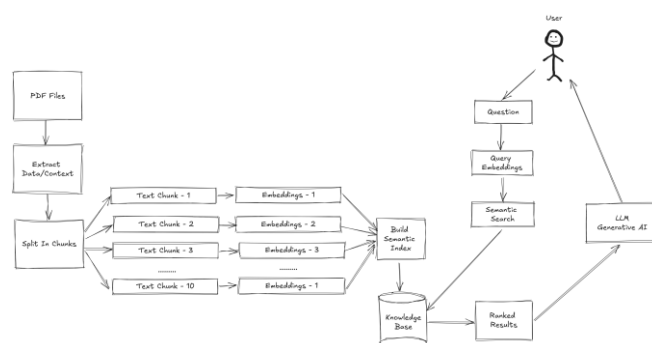 User
PDF Files
Question
Extract
Data/Context
Query
Embeddings
Text Chunk - 1
Embeddings - 1
Semantic
Search
Split In Chunks
Text Chunk - 2
Embeddings - 2
Build
Semantic
Index
LLM
Generative AI
Text Chunk - 3
Embeddings - 3
.........
.........
Text Chunk - 10
Embeddings - 1
Knowledge
Base
Ranked
Results